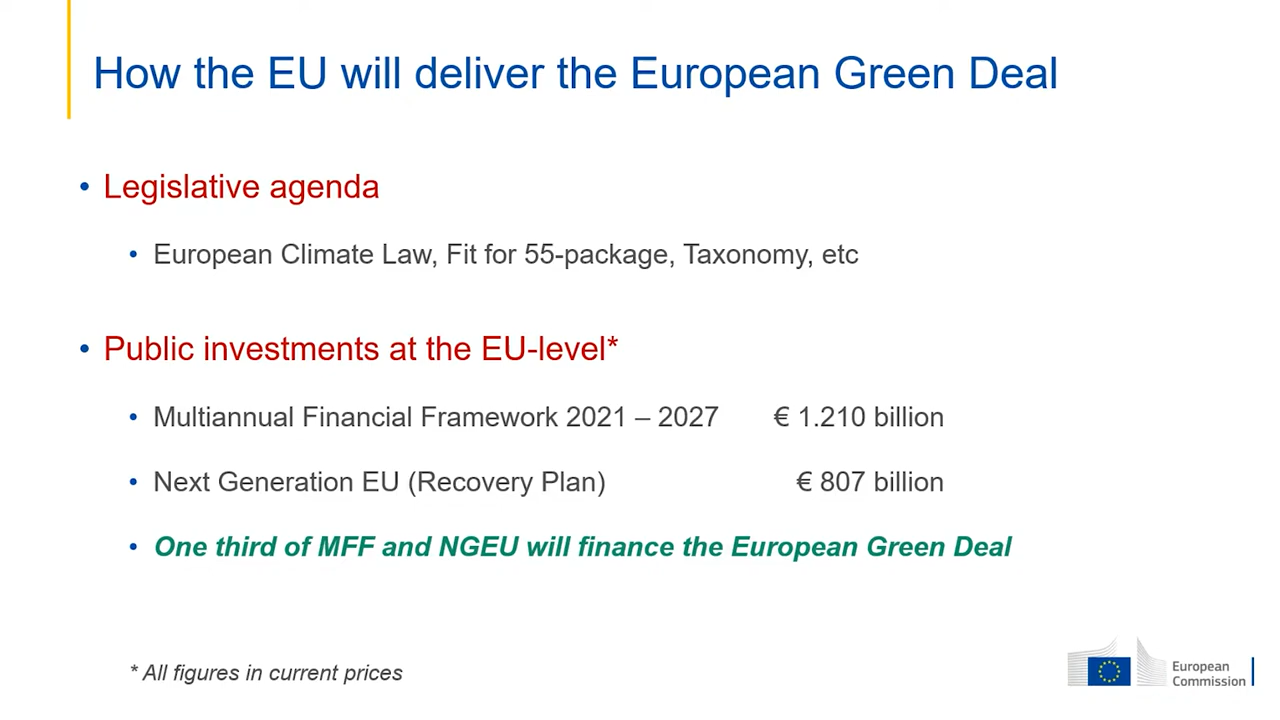 How the EU will deliver the European Green Deal
• Legislative agenda
• European Climate Law, Fit for 55-package, Taxonomy, etc
• Public investments at the EU-level*
• Multiannual Financial Framework 2021 – 2027 € 1.210 billion
• Next Generation EU (Recovery Plan) € 807 billion
• One third of MFF and NGEU will finance the European Green Deal
* All figures in current prices
European
Commission